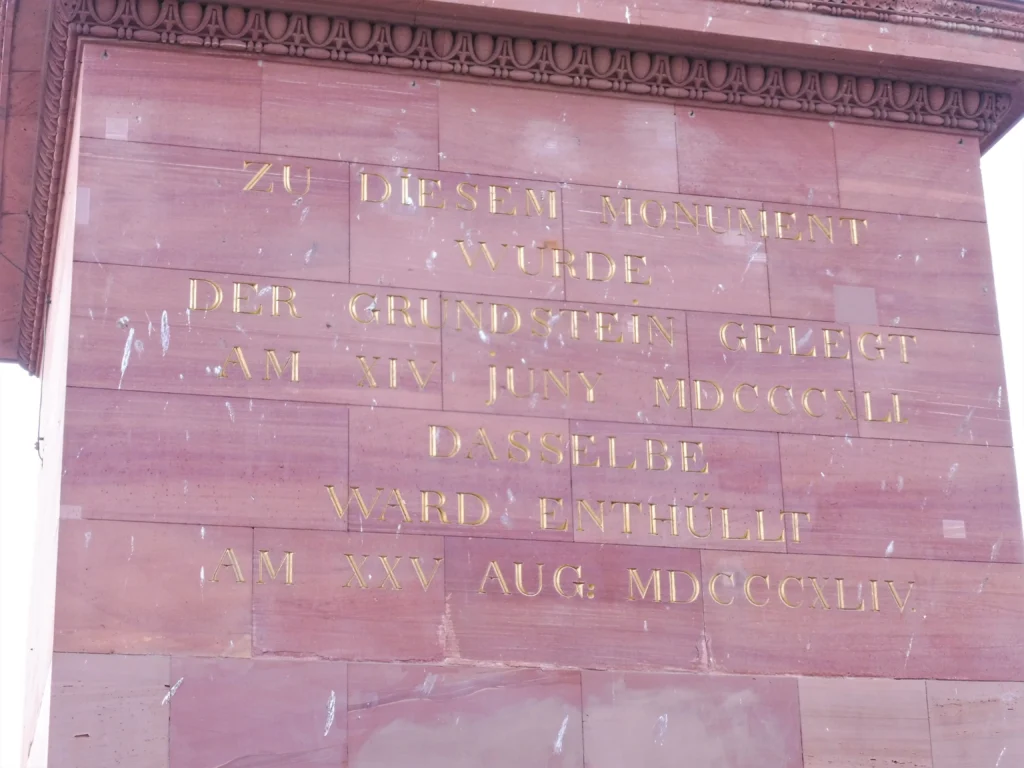 ZU DIESEM MONUMENT
WURDE
DER GRUNDSTEIN GELEGT
AM XIV JUNY MDCCCXLI
DASSELBE
WARD ENTHÜLLT
AM XXV AUG: MDCCCXLIV.